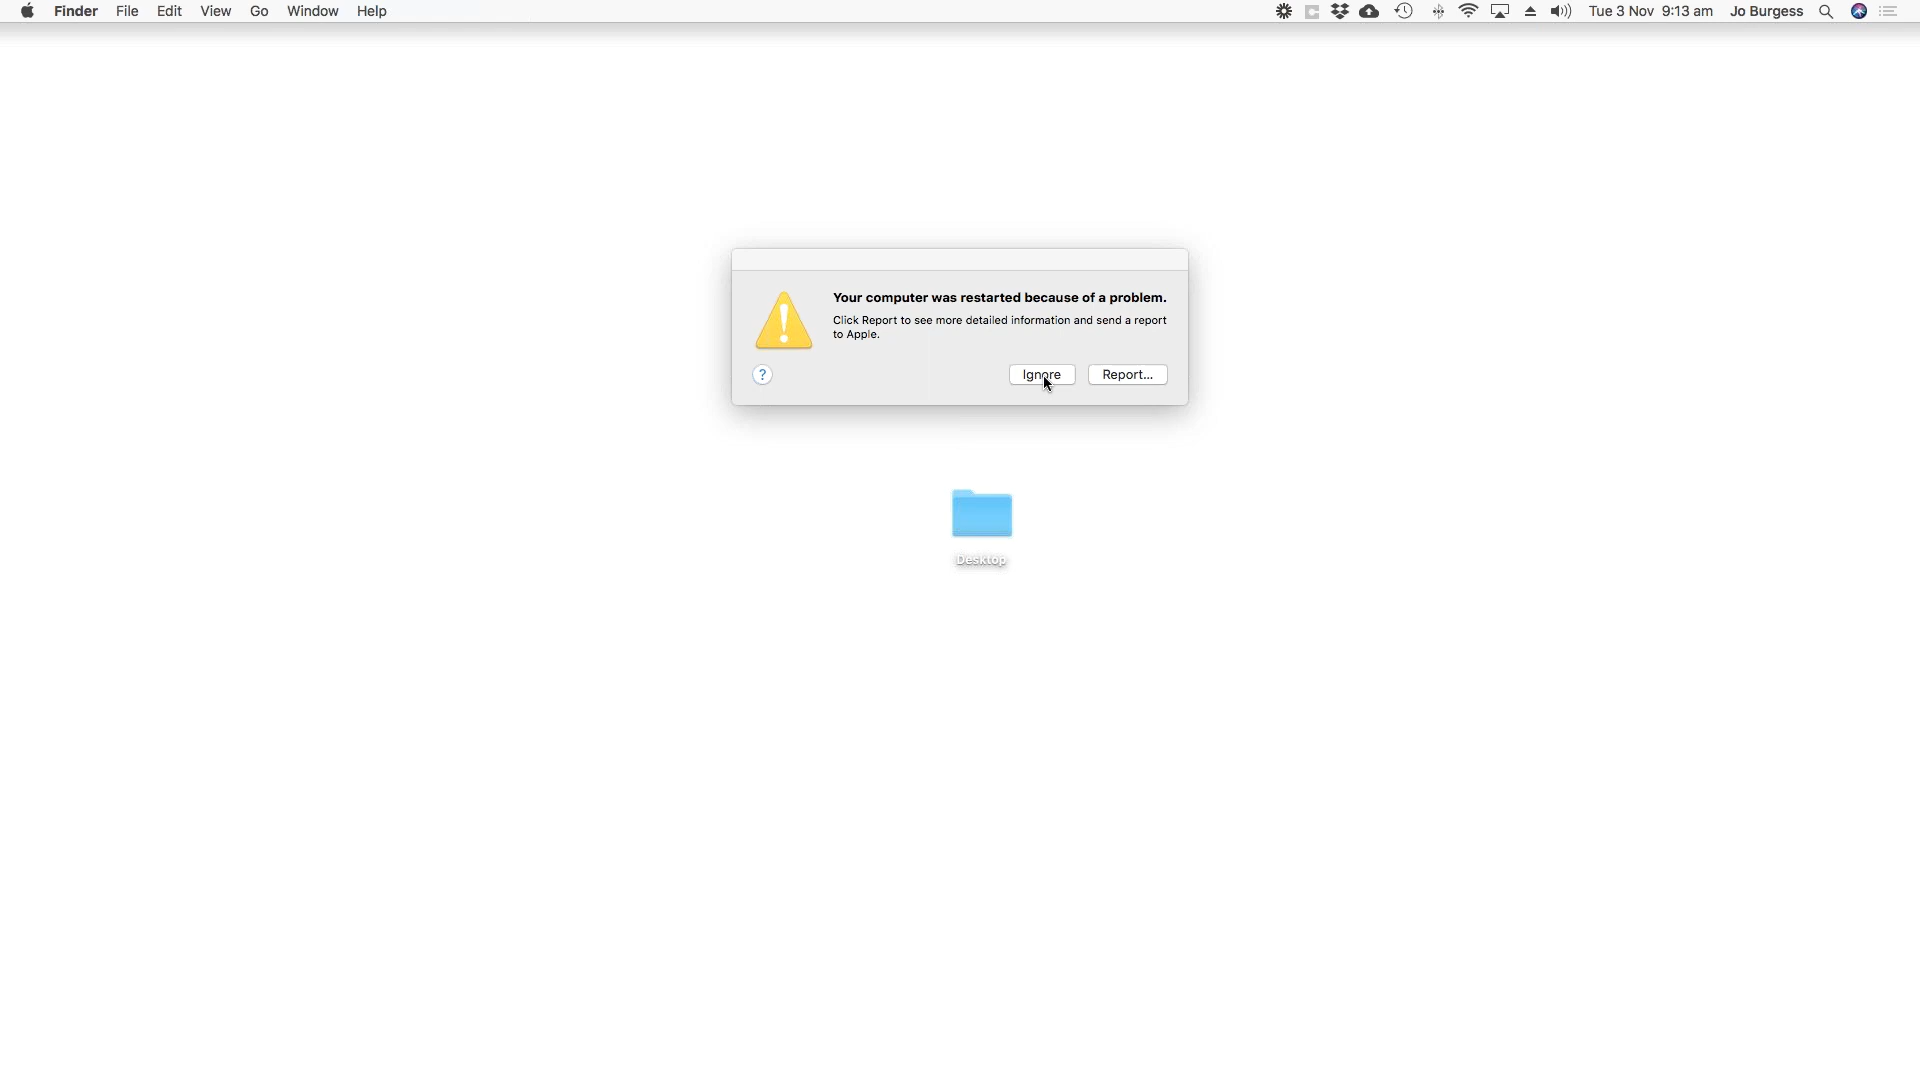 Finder File Edit View Go Window Help Tue 3 Nov 9:13 am Jo Burgess
Your computer was restarted because of a problem.
Click Report to see more detailed information and send a report
to Apple.
? Ignore Report...
Desktop